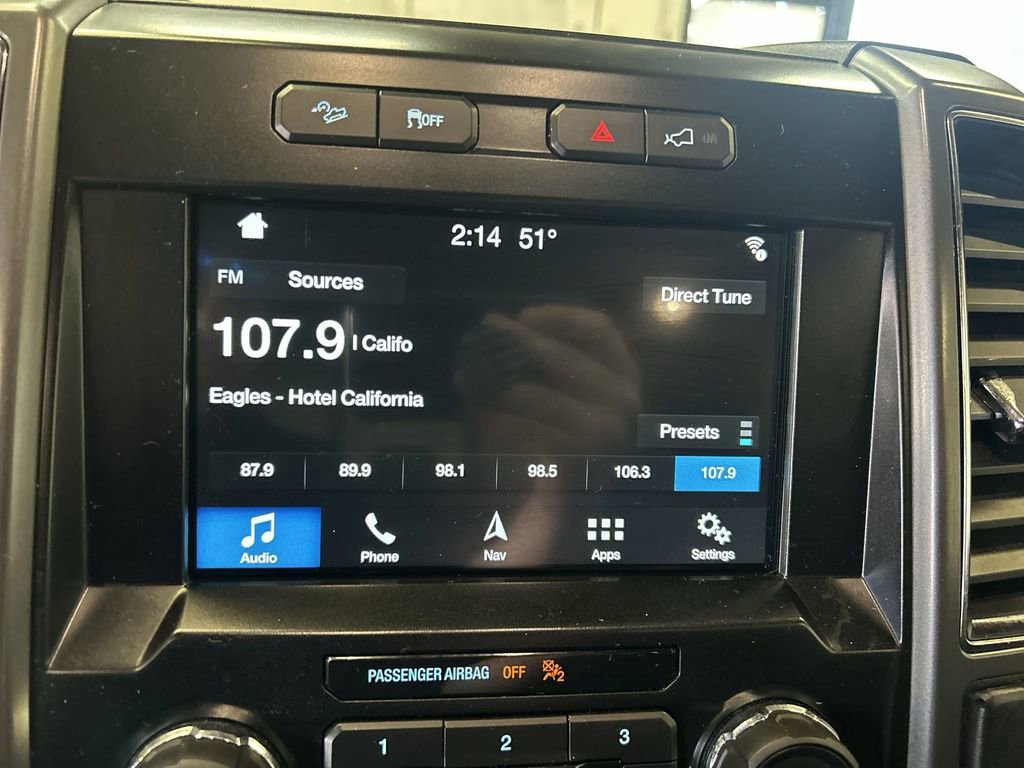 OFF
2:14 51°
FM Sources
Direct Tune
107.9 l Califo
Eagles - Hotel California
Presets
87.9 89.9 98.1 98.5 106.3 107.9
Audio Phone Nav Apps Settings
PASSENGER AIRBAG OFF 2
1 2 3